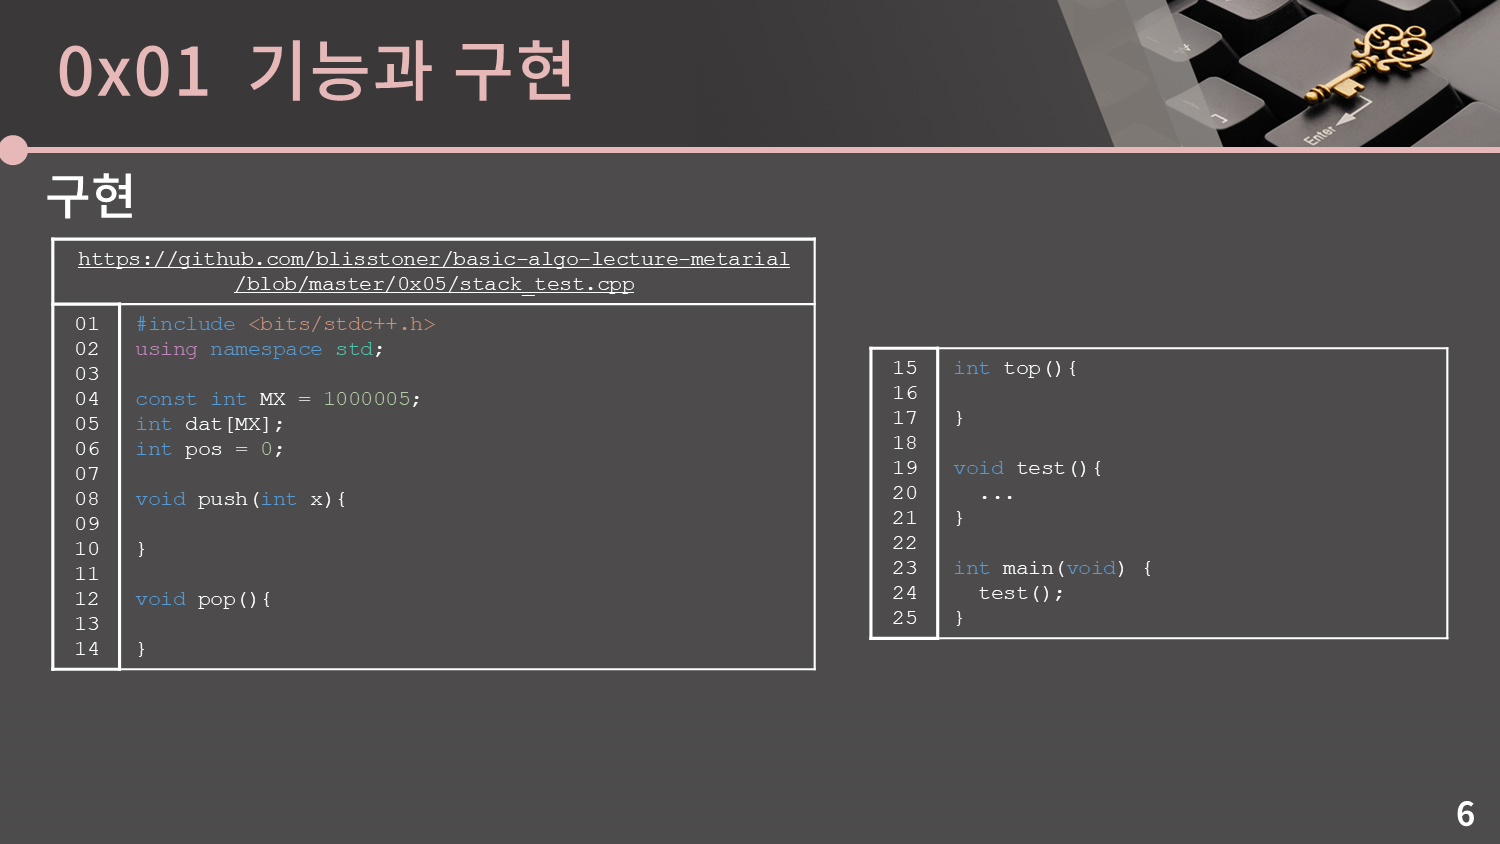 0x01 기능과 구현
Enter
구현
https://github.com/blisstoner/basic-algo-lecture-metarial
/blob/master/0x05/stack_test.cpp
01 #include <bits/stdc++.h>
02 using namespace std;
03
04 const int MX = 1000005;
05 int dat[MX];
06 int pos = 0;
07
08 void push(int x){
09
10 }
11
12 void pop(){
13
14 }
15 int top(){
16
17 }
18
19 void test(){
20   ...
21 }
22
23 int main(void) {
24   test();
25 }
6